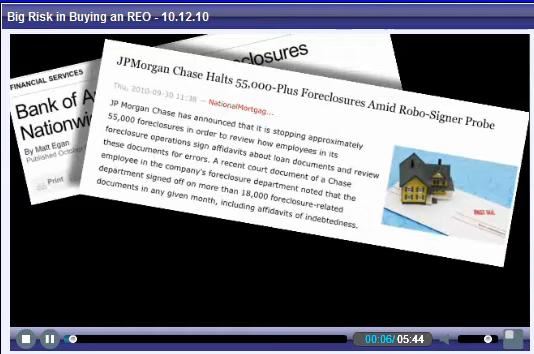 Big Risk in Buying an REO - 10.12.10
FINANCIAL SERVICES
closures
Bank of A
Nationwi
By Matt Egan
Published October
Print
JPMorgan Chase Halts 55,000-Plus Foreclosures Amid Robo-Signer Probe
Thu, 2010-09-30 11:38 — NationalMortgag...
JP Morgan Chase has announced that it is stopping approximately
55,000 foreclosures in order to review how employees in its
foreclosure operations sign affidavits about loan documents and review
these documents for errors. A recent court document of a Chase
employee in the company's foreclosure department noted that the
department signed off on more than 18,000 foreclosure-related
documents in any given month, including affidavits of indebtedness.
00:06/05:44